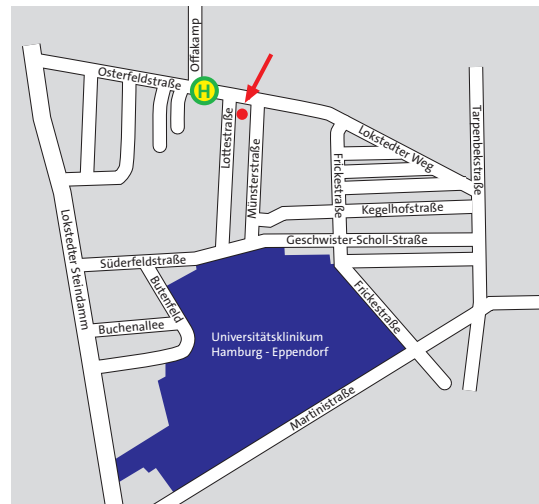 Offakamp
Osterfeldstraße
H
Lottestraße
Münsterstraße
Lokstedter Weg
Frickestraße
Tarpenbekstraße
Kegelhofstraße
Geschwister-Scholl-Straße
Lokstedter Steindamm
Süderfeldstraße
Butenfeld
Buchenallee
Frickestraße
Universitätsklinikum
Hamburg - Eppendorf
Martinistraße